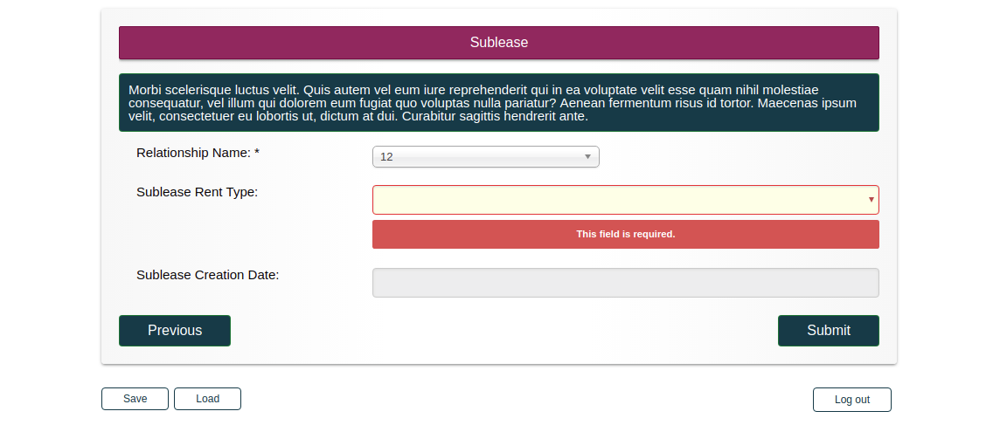 Sublease
Morbi scelerisque luctus velit. Quis autem vel eum iure reprehenderit qui in ea voluptate velit esse quam nihil molestiae
consequatur, vel illum qui dolorem eum fugiat quo voluptas nulla pariatur? Aenean fermentum risus id tortor. Maecenas ipsum
velit, consectetuer eu lobortis ut, dictum at dui. Curabitur sagittis hendrerit ante.
Relationship Name: * 12
Sublease Rent Type:
This field is required.
Sublease Creation Date:
Previous Submit
Save Load Log out